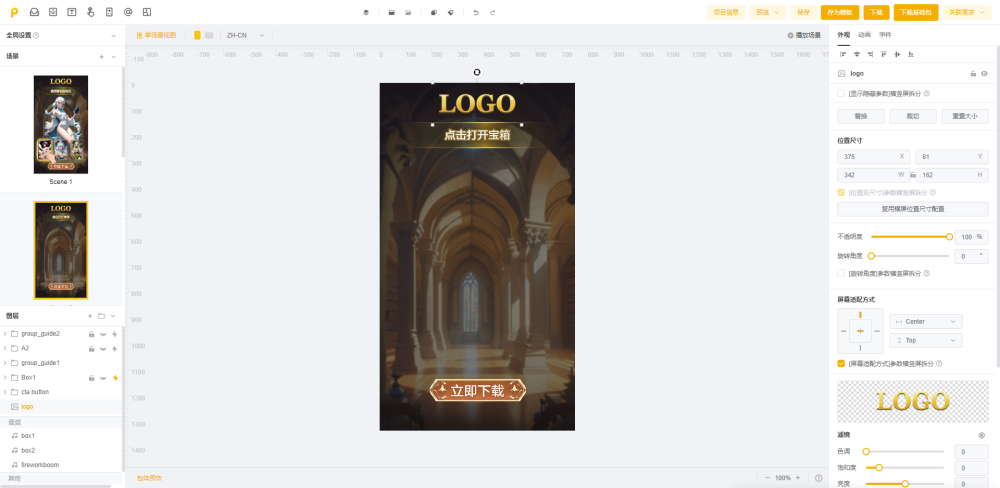 项目信息
预览
保存
存为模板
下载
下载基础包
关联要求
全局设置
场景
LOGO
Scene 1
LOGO
图层
group_guide2
A2
group_guide1
Box1
cta button
logo
音频
box1
box2
fireworkboom
其他
单场景视图
ZH-CN
播放场景
-900 -800 -700 -600 -500 -400 -300 -200 -100 0 100 200 300 400 500 600 700 800 900 1000 1100 1200 1300 1400 1500 1600
-100
0
100
200
300
400
500
600
700
800
900
1000
1100
1200
1300
1400
LOGO
点击打开宝箱
立即下载
包体预览
100%
外观 动画 事件
logo
[显示隐藏参数]横竖屏拆分
替换 裁切 重置大小
位置尺寸
375 X 81 Y
342 W 162 H
[位置及尺寸]参数横竖屏拆分
复用横屏位置尺寸配置
不透明度 100 %
旋转角度 0 °
[旋转角度]参数横竖屏拆分
屏幕适配方式
Center
Top
[屏幕适配方式]参数横竖屏拆分
LOGO
滤镜
色调 0
饱和度 0
亮度 0